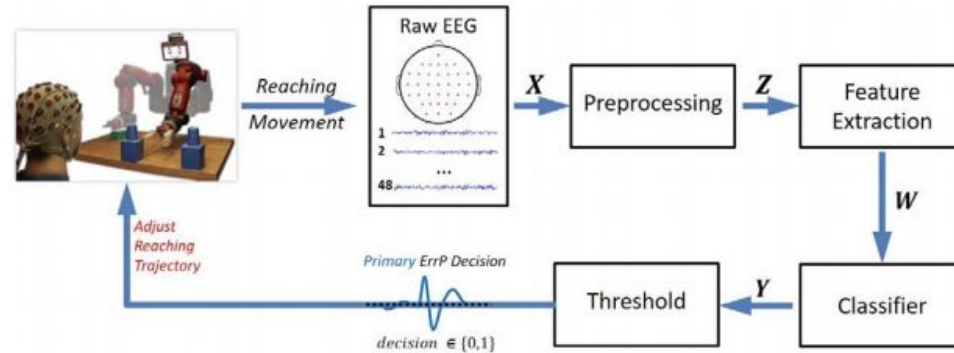 Raw EEG
Reaching
Movement
1
2
...
48
X
Preprocessing
Z
Feature
Extraction
W
Classifier
Y
Threshold
Primary ErrP Decision
decision ∈ {0,1}
Adjust
Reaching
Trajectory